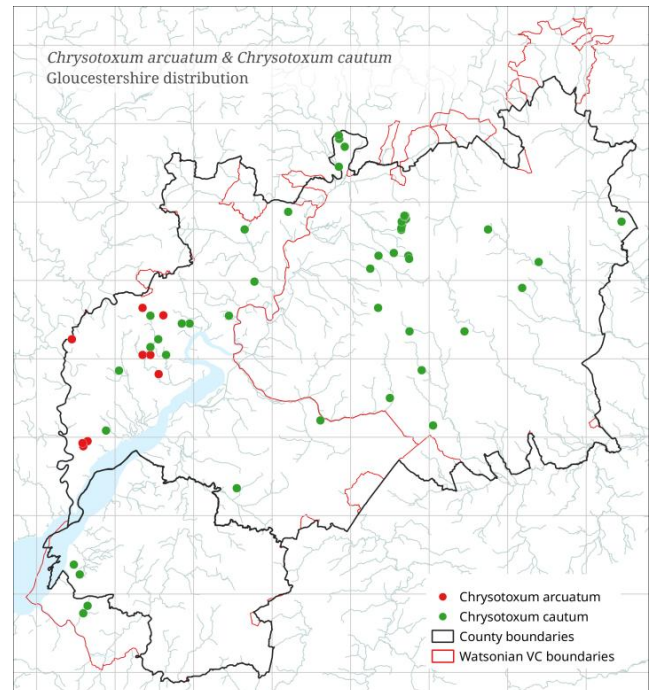 Chrysotoxum arcuatum & Chrysotoxum cautum
Gloucestershire distribution
Chrysotoxum arcuatum
Chrysotoxum cautum
County boundaries
Watsonian VC boundaries